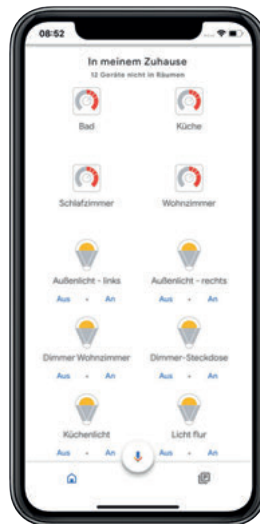 08:52
In meinem Zuhause
12 Geräte nicht in Räumen
Bad Küche
Schlafzimmer Wohnzimmer
Außenlicht - links Außenlicht - rechts
Aus • An Aus • An
Dimmer Wohnzimmer Dimmer-Steckdose
Aus • An Aus • An
Küchenlicht Licht flur
Aus • An Aus • An